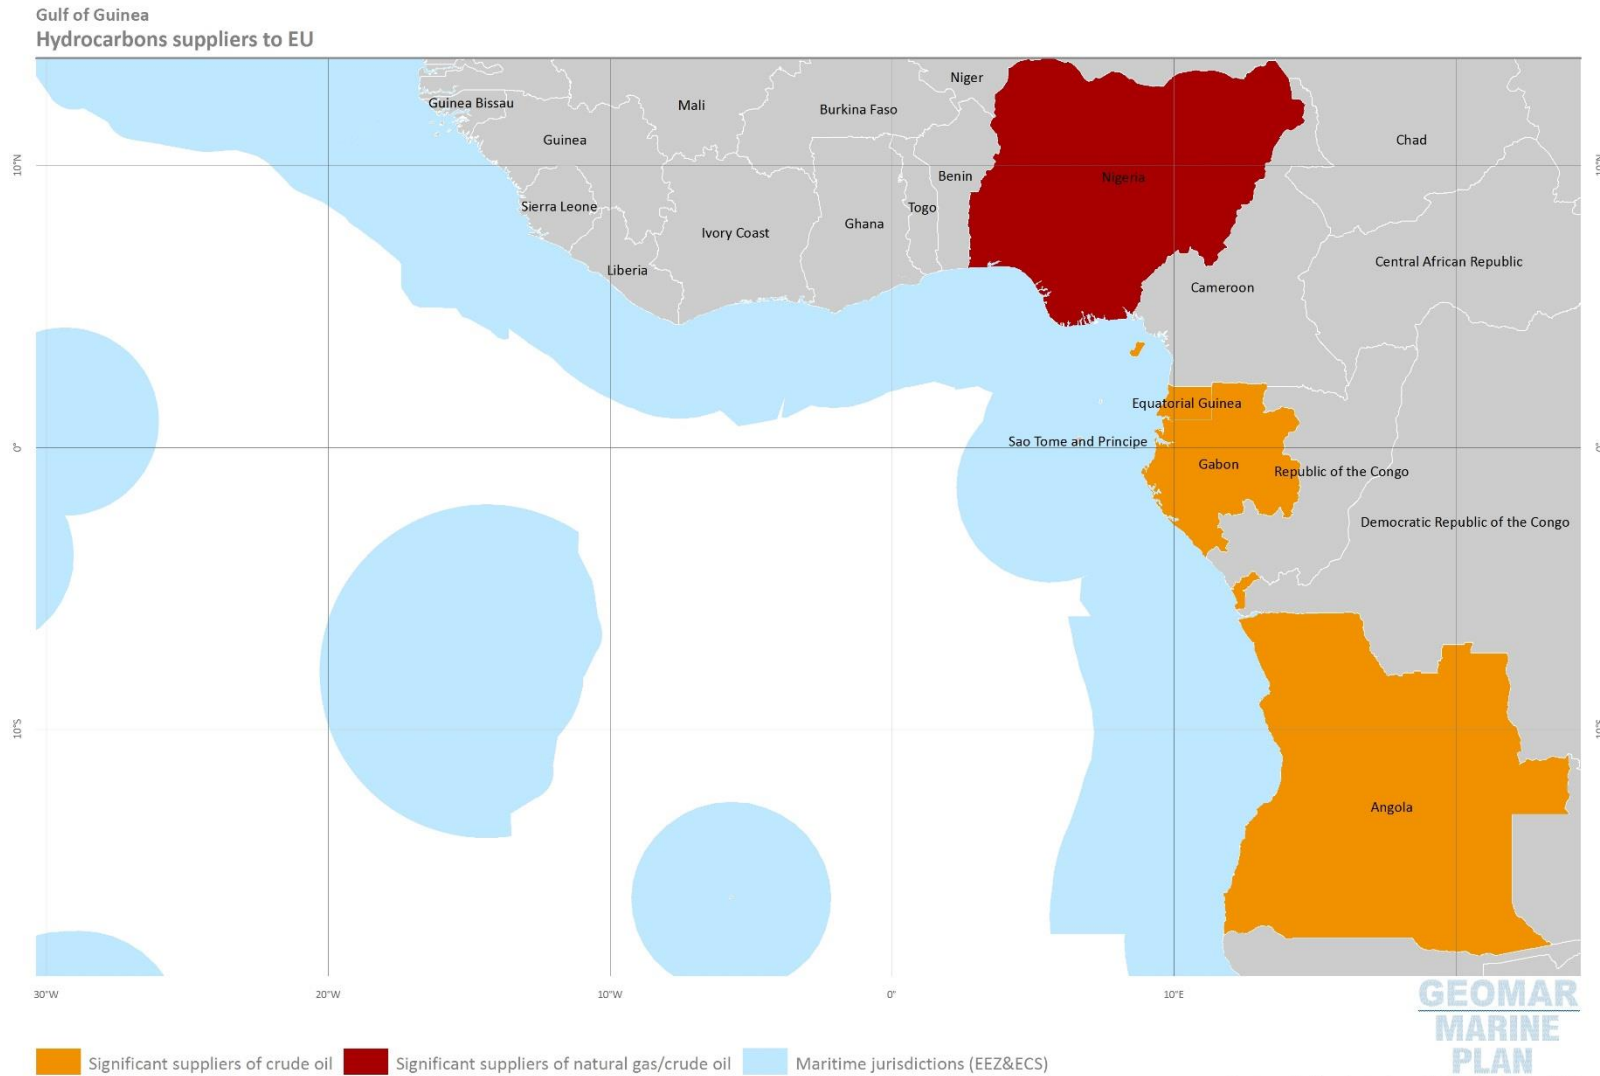 Gulf of Guinea
Hydrocarbons suppliers to EU
Niger
Guinea Bissau
Mali
Burkina Faso
Guinea
Chad
10°N
10°N
Benin
Nigeria
Sierra Leone
Togo
Ghana
Ivory Coast
Liberia
Central African Republic
Cameroon
Equatorial Guinea
Sao Tome and Principe
0°
0°
Gabon
Republic of the Congo
Democratic Republic of the Congo
10°S
10°S
Angola
30°W
20°W
10°W
0°
10°E
GEOMAR
MARINE
PLAN
Significant suppliers of crude oil
Significant suppliers of natural gas/crude oil
Maritime jurisdictions (EEZ&ECS)